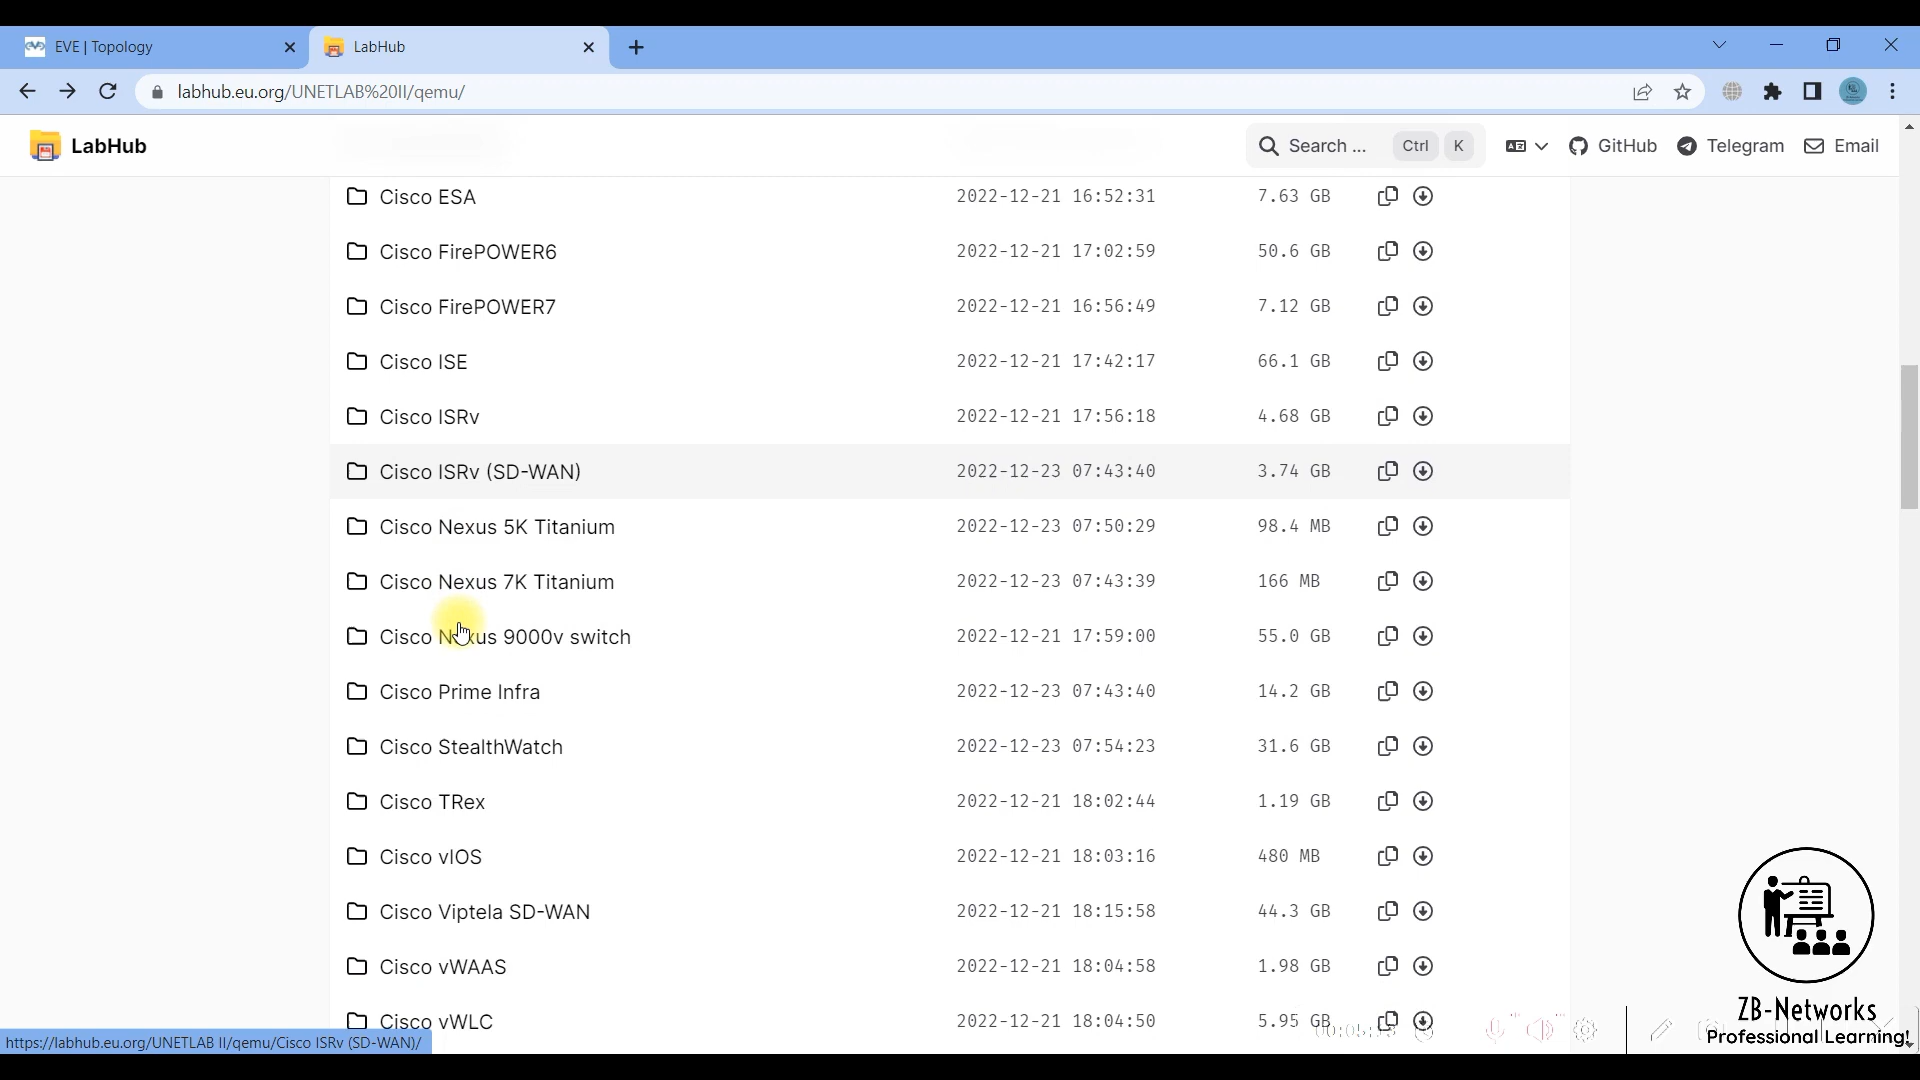 EVE | Topology
LabHub
labhub.eu.org/UNETLAB%20II/qemu/
LabHub
Search ... Ctrl K
GitHub
Telegram
Email
Cisco ESA 2022-12-21 16:52:31 7.63 GB
Cisco FirePOWER6 2022-12-21 17:02:59 50.6 GB
Cisco FirePOWER7 2022-12-21 16:56:49 7.12 GB
Cisco ISE 2022-12-21 17:42:17 66.1 GB
Cisco ISRv 2022-12-21 17:56:18 4.68 GB
Cisco ISRv (SD-WAN) 2022-12-23 07:43:40 3.74 GB
Cisco Nexus 5K Titanium 2022-12-23 07:50:29 98.4 MB
Cisco Nexus 7K Titanium 2022-12-23 07:43:39 166 MB
Cisco Nexus 9000v switch 2022-12-21 17:59:00 55.0 GB
Cisco Prime Infra 2022-12-23 07:43:40 14.2 GB
Cisco StealthWatch 2022-12-23 07:54:23 31.6 GB
Cisco TRex 2022-12-21 18:02:44 1.19 GB
Cisco vIOS 2022-12-21 18:03:16 480 MB
Cisco Viptela SD-WAN 2022-12-21 18:15:58 44.3 GB
Cisco vWAAS 2022-12-21 18:04:58 1.98 GB
Cisco vWLC 2022-12-21 18:04:50 5.95 GB
https://labhub.eu.org/UNETLAB II/qemu/Cisco ISRv (SD-WAN)/
ZB-Networks
Professional Learning!